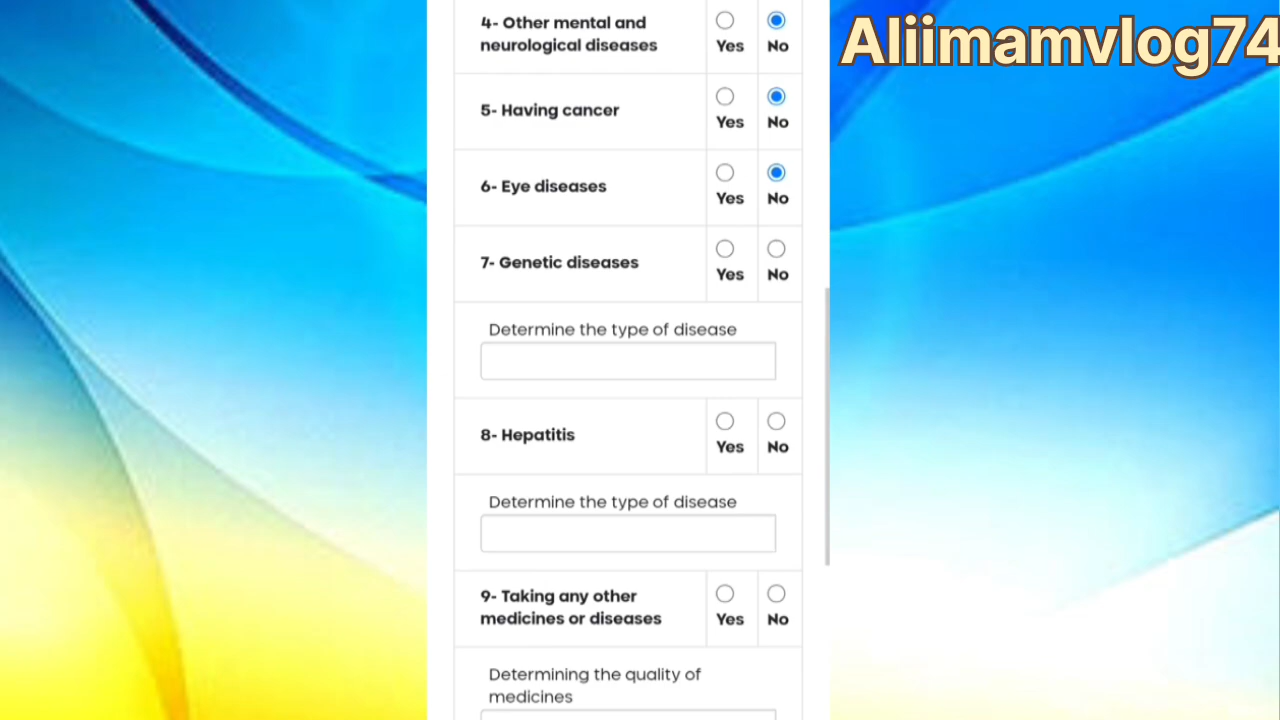 Aliimamvlog74
4- Other mental and
neurological diseases
Yes
No
5- Having cancer
Yes
No
6- Eye diseases
Yes
No
7- Genetic diseases
Yes
No
Determine the type of disease
8- Hepatitis
Yes
No
Determine the type of disease
9- Taking any other
medicines or diseases
Yes
No
Determining the quality of
medicines